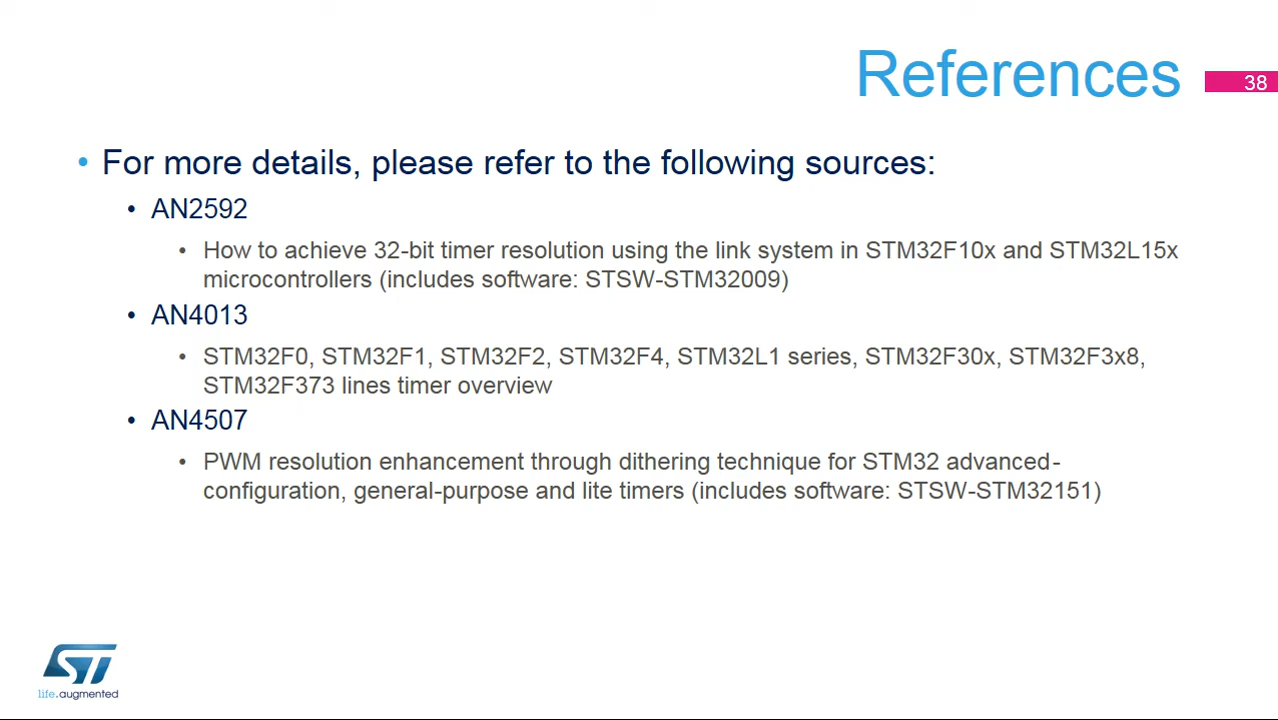 References
38
• For more details, please refer to the following sources:
• AN2592
• How to achieve 32-bit timer resolution using the link system in STM32F10x and STM32L15x
microcontrollers (includes software: STSW-STM32009)
• AN4013
• STM32F0, STM32F1, STM32F2, STM32F4, STM32L1 series, STM32F30x, STM32F3x8,
STM32F373 lines timer overview
• AN4507
• PWM resolution enhancement through dithering technique for STM32 advanced-
configuration, general-purpose and lite timers (includes software: STSW-STM32151)
ST
life.augmented